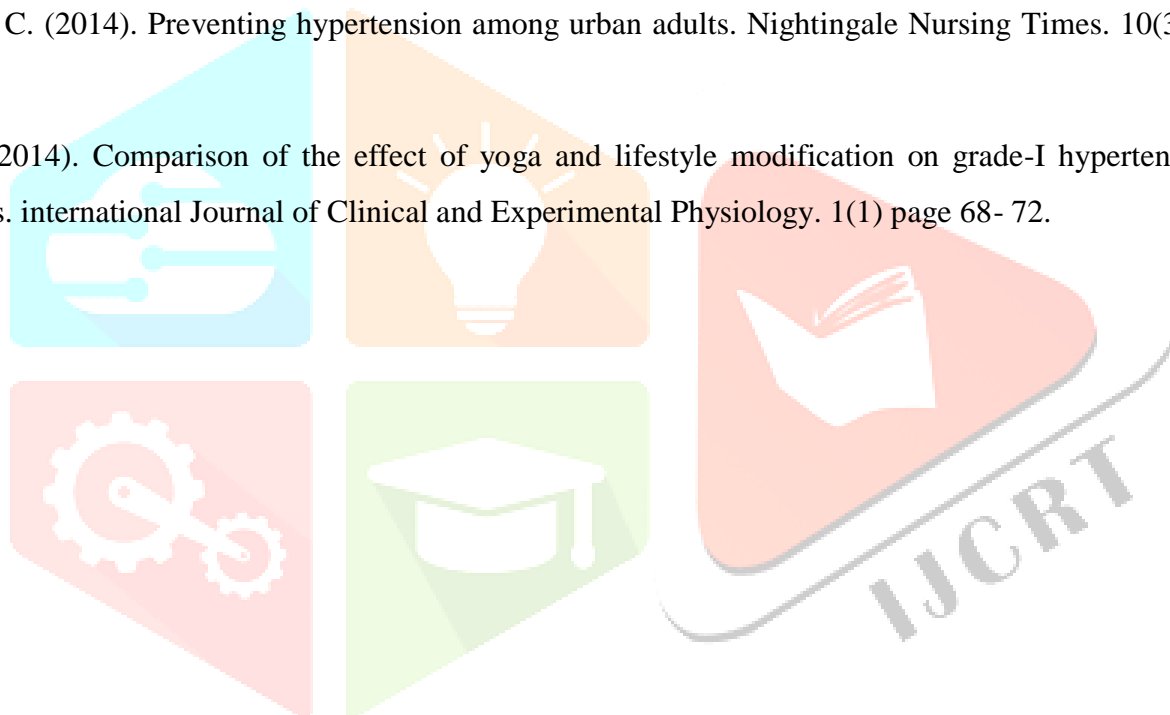 C. (2014). Preventing hypertension among urban adults. Nightingale Nursing Times. 10(3
2014). Comparison of the effect of yoga and lifestyle modification on grade-I hyperten
s. international Journal of Clinical and Experimental Physiology. 1(1) page 68- 72.
IJCRT